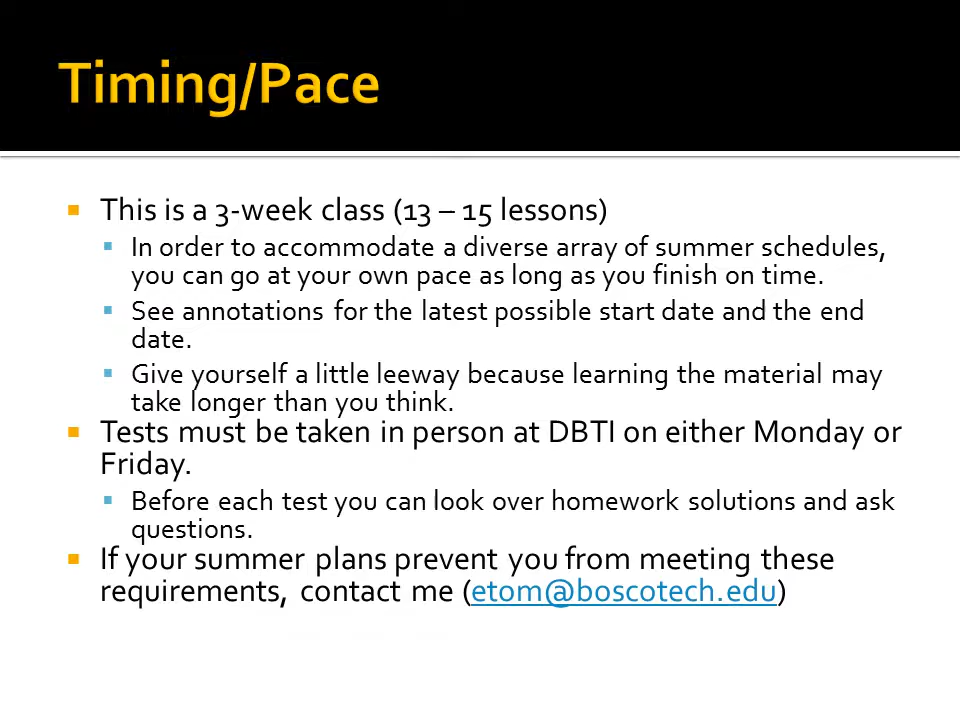 Timing/Pace
This is a 3-week class (13 – 15 lessons)
In order to accommodate a diverse array of summer schedules,
you can go at your own pace as long as you finish on time.
See annotations for the latest possible start date and the end
date.
Give yourself a little leeway because learning the material may
take longer than you think.
Tests must be taken in person at DBTI on either Monday or
Friday.
Before each test you can look over homework solutions and ask
questions.
If your summer plans prevent you from meeting these
requirements, contact me (etom@boscotech.edu)